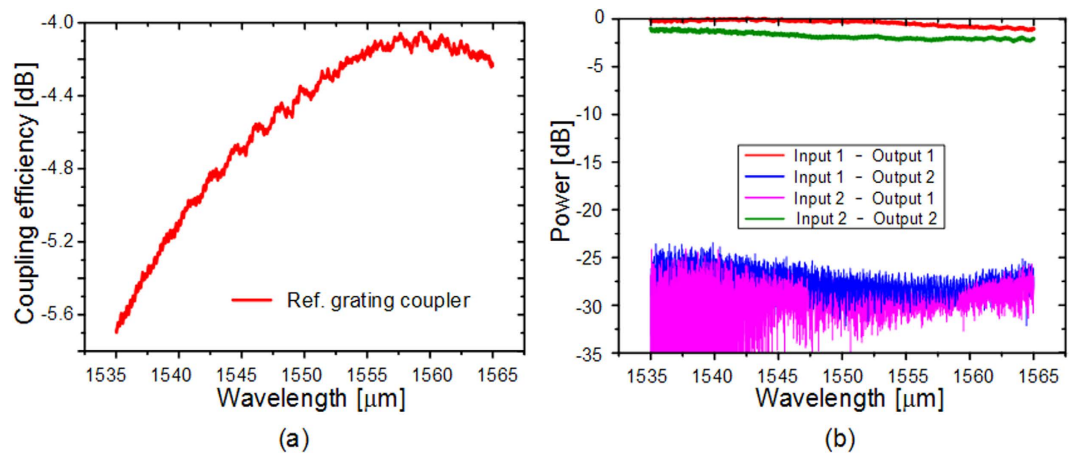 Coupling efficiency [dB]
-4.0
-4.4
-4.8
-5.2
-5.6
Ref. grating coupler
1535 1540 1545 1550 1555 1560 1565
Wavelength [μm]
(a)
Power [dB]
0
-5
-10
-15
-20
-25
-30
-35
Input 1 - Output 1
Input 1 - Output 2
Input 2 - Output 1
Input 2 - Output 2
1535 1540 1545 1550 1555 1560 1565
Wavelength [μm]
(b)